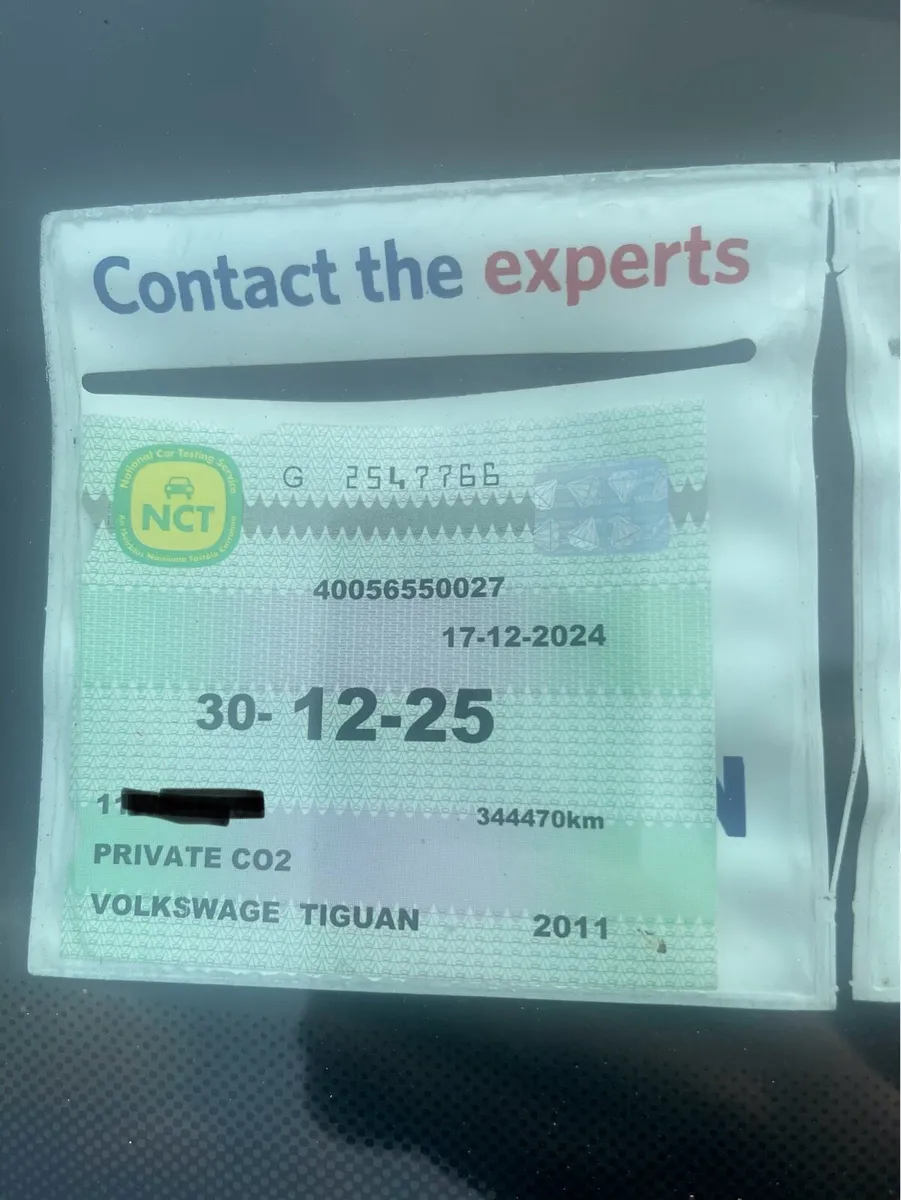 Contact the experts
National Car Testing Service
NCT
G 2547766
40056550027
17-12-2024
30- 12-25
11
344470km
PRIVATE CO2
VOLKSWAGE TIGUAN 2011
N